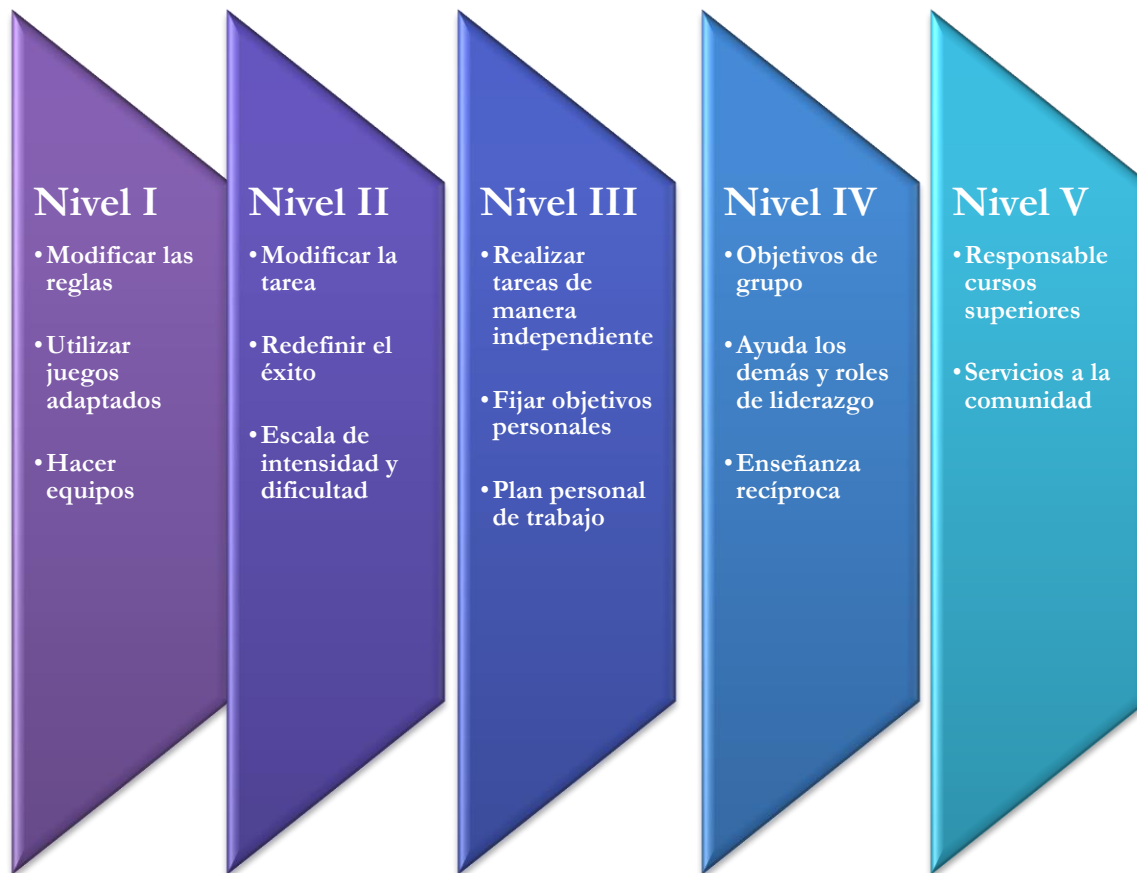 Nivel I
• Modificar las
reglas
• Utilizar
juegos
adaptados
• Hacer
equipos
Nivel II
• Modificar la
tarea
• Redefinir el
éxito
• Escala de
intensidad y
dificultad
Nivel III
• Realizar
tareas de
manera
independiente
• Fijar objetivos
personales
• Plan personal
de trabajo
Nivel IV
• Objetivos de
grupo
• Ayuda los
demás y roles
de liderazgo
• Enseñanza
recíproca
Nivel V
• Responsable
cursos
superiores
• Servicios a la
comunidad